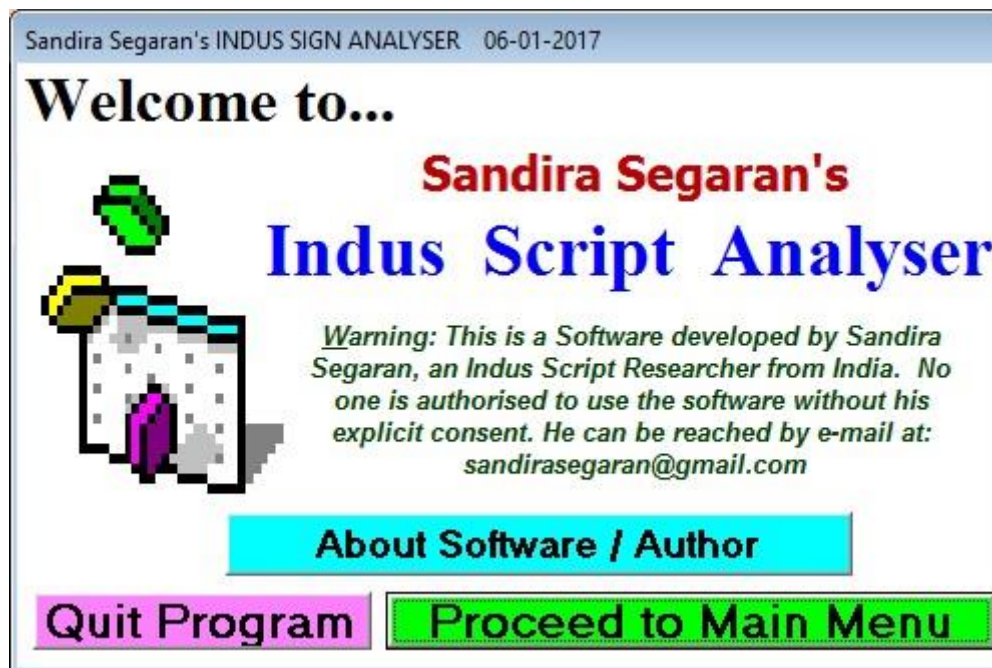 Sandira Segaran's INDUS SIGN ANALYSER 06-01-2017
Welcome to...
Sandira Segaran's
Indus Script Analyser
Warning: This is a Software developed by Sandira
Segaran, an Indus Script Researcher from India. No
one is authorised to use the software without his
explicit consent. He can be reached by e-mail at:
sandirasegaran@gmail.com
About Software / Author
Quit Program
Proceed to Main Menu